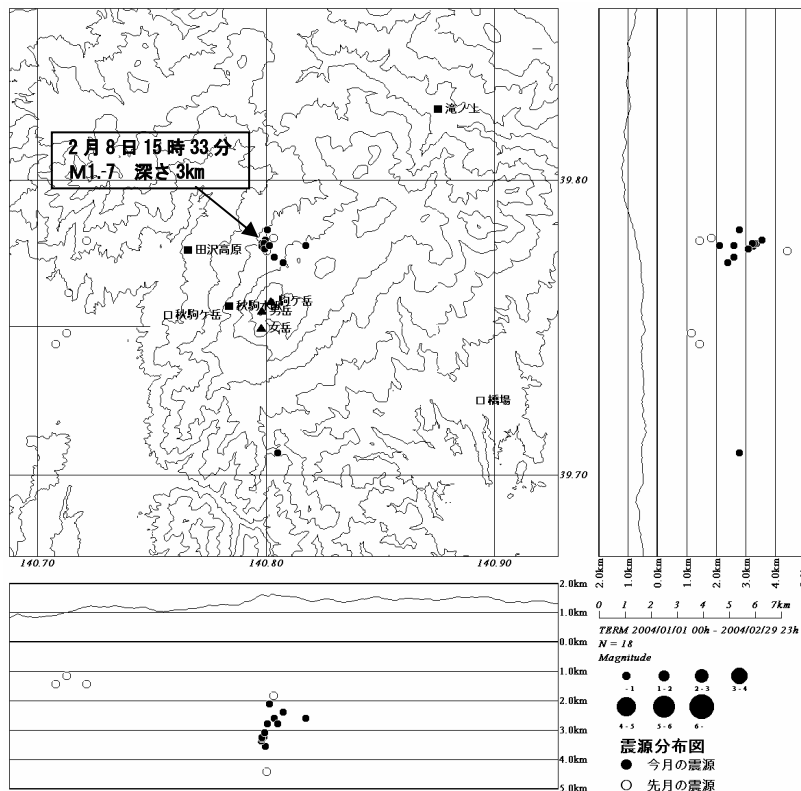 2月8日15時33分
M1.-7 深さ3km
■滝ノ上
39.80
■田沢高原
駒ケ岳
■秋駒
男岳
□秋駒ケ岳
女岳
□橋場
39.70
140.70
140.80
140.90
2.0km
1.0km
0.0km
1.0km
2.0km
3.0km
4.0km
2.0km
1.0km
0.0km
1.0km
2.0km
3.0km
4.0km
5.0km
0 1 2 3 4 5 6 7km
TERM 2004/01/01 00h - 2004/02/29 23h
N = 18
Magnitude
- 1 1 - 2 2 - 3 3 - 4
4 - 5 5 - 6 6 -
震源分布図
● 今月の震源
○ 先月の震源